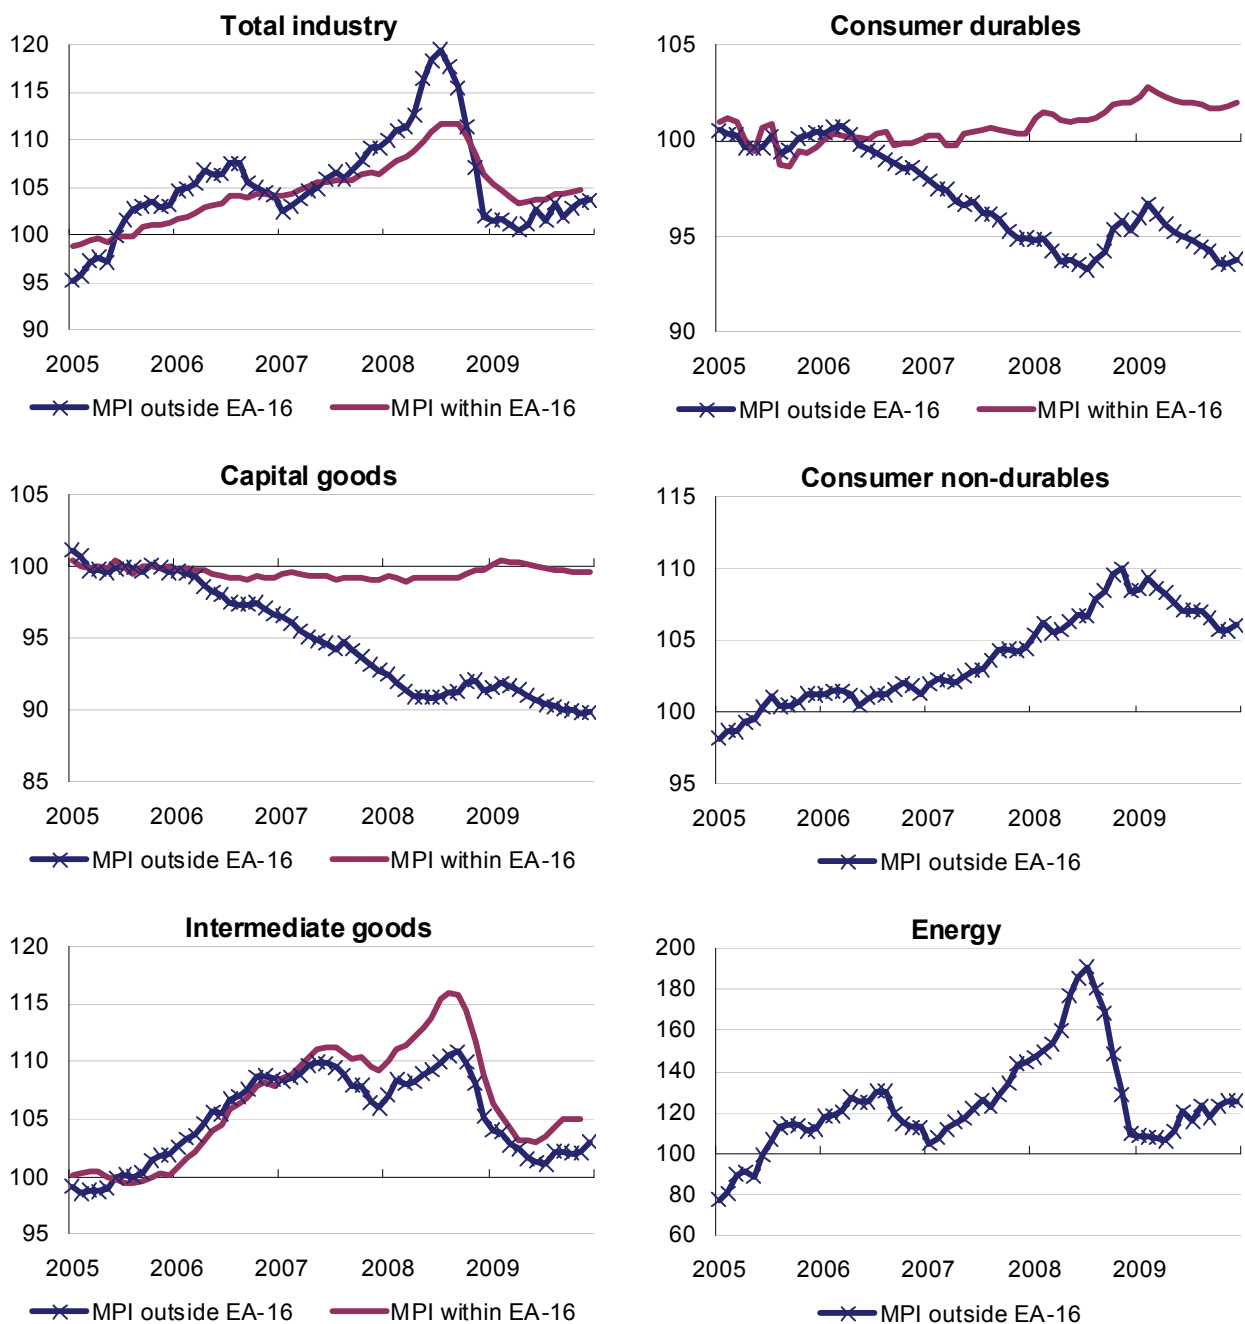 Total industry
120
115
110
105
100
95
90
2005 2006 2007 2008 2009
MPI outside EA-16 MPI within EA-16
Consumer durables
105
100
95
90
2005 2006 2007 2008 2009
MPI outside EA-16 MPI within EA-16
Capital goods
105
100
95
90
85
2005 2006 2007 2008 2009
MPI outside EA-16 MPI within EA-16
Consumer non-durables
115
110
105
100
95
2005 2006 2007 2008 2009
MPI outside EA-16
Intermediate goods
120
115
110
105
100
95
2005 2006 2007 2008 2009
MPI outside EA-16 MPI within EA-16
Energy
200
180
160
140
120
100
80
60
2005 2006 2007 2008 2009
MPI outside EA-16